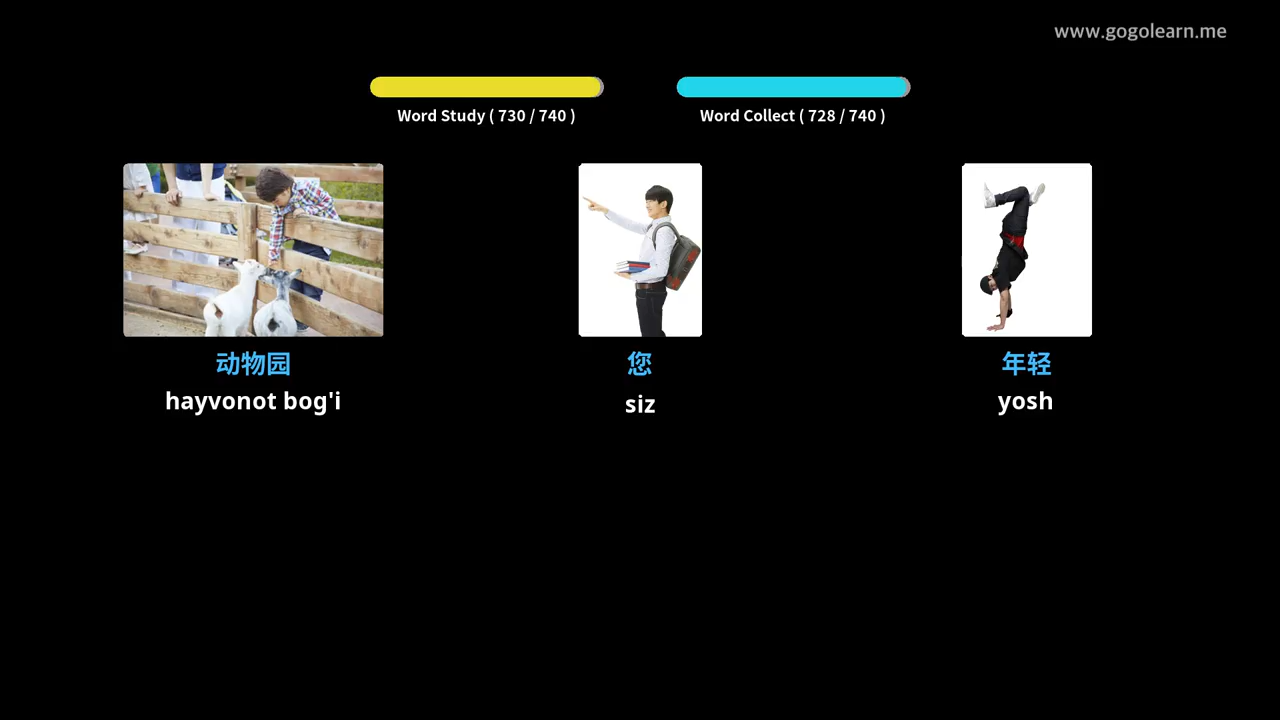 www.gogolearn.me
Word Study ( 730 / 740 )
Word Collect ( 728 / 740 )
动物园
hayvonot bog'i
您
siz
年轻
yosh